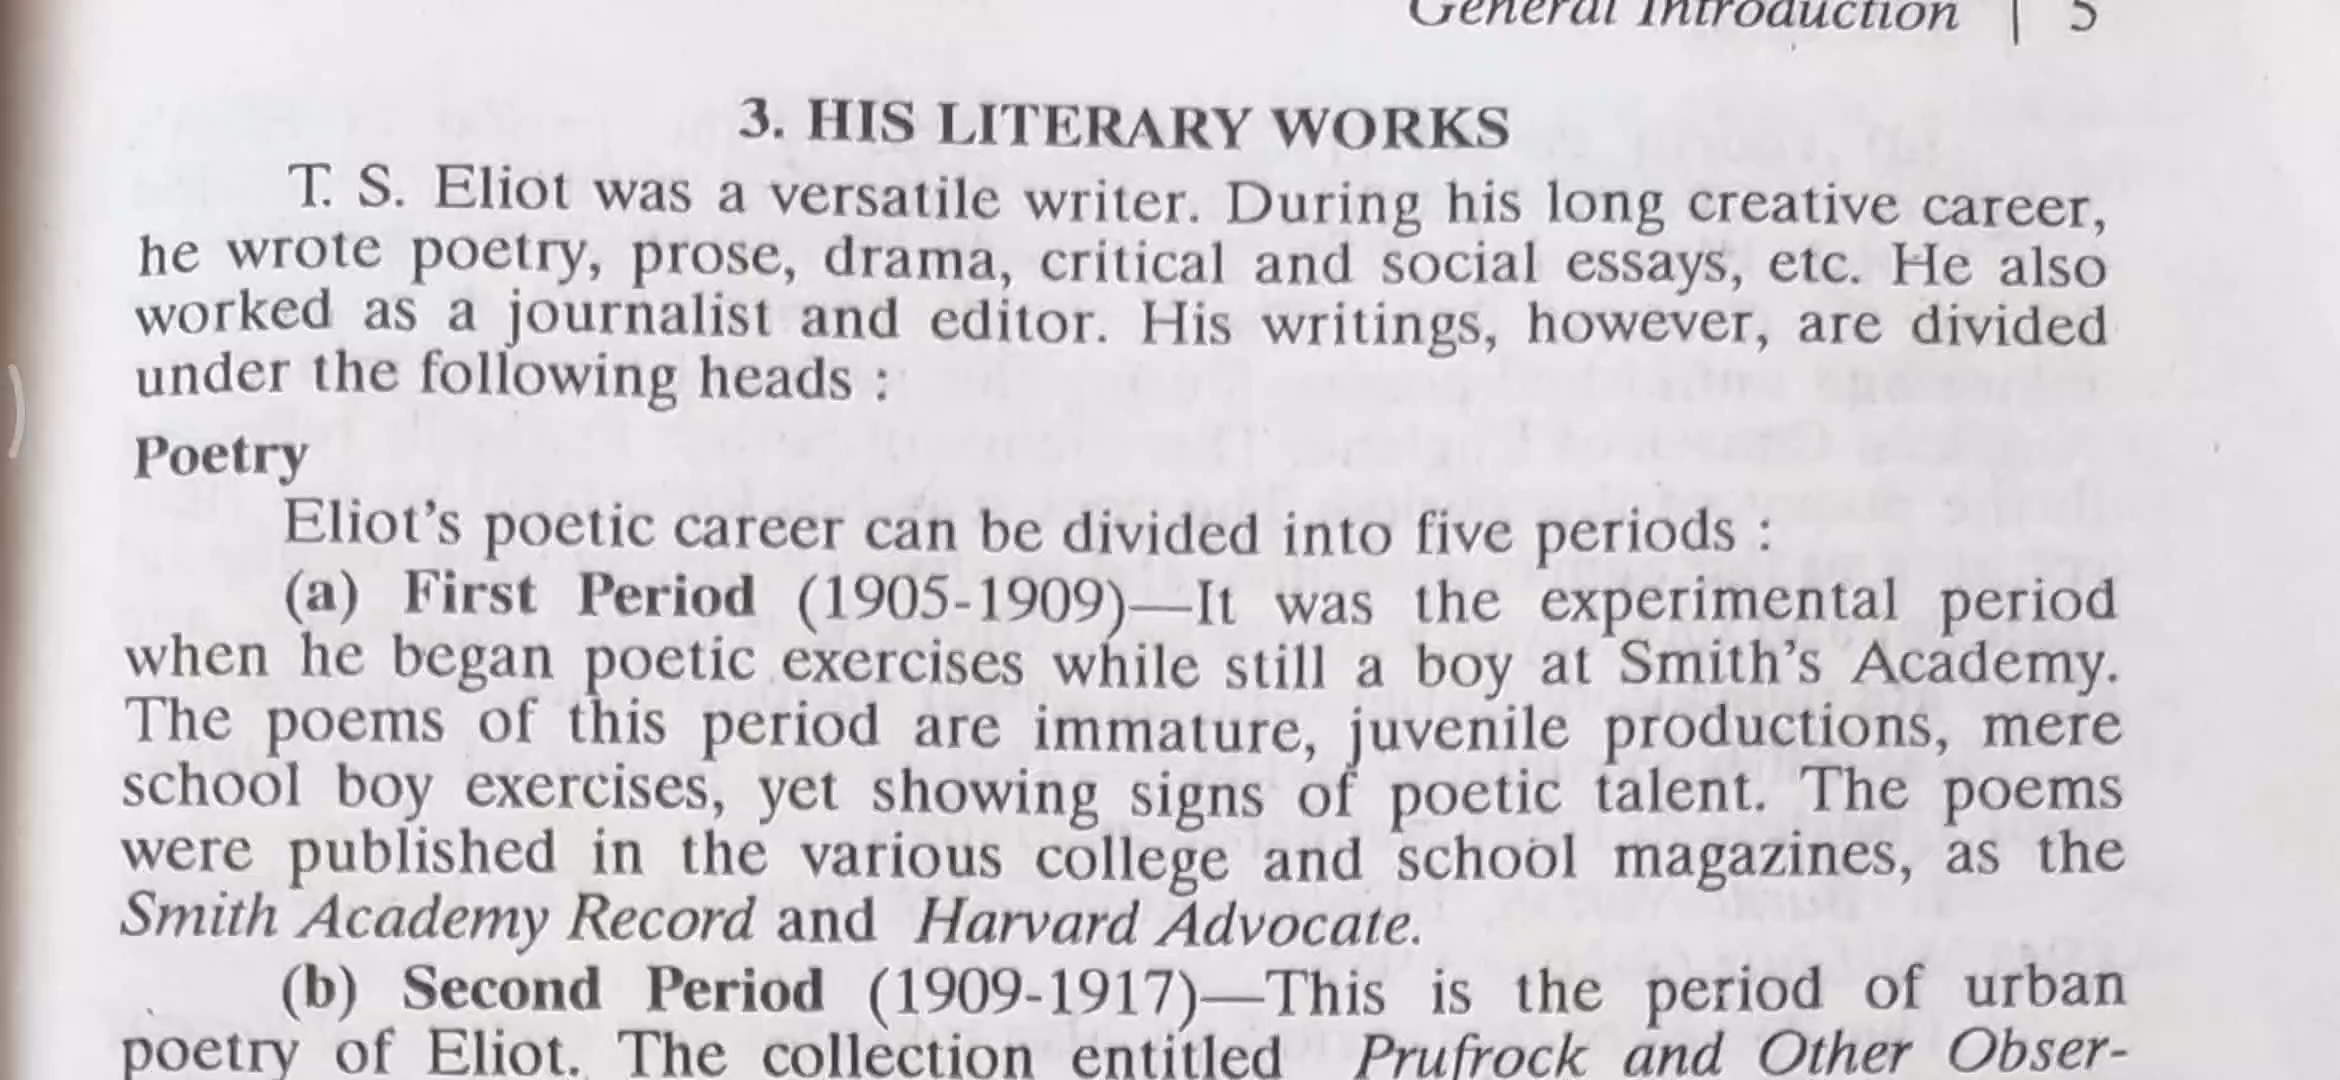 General Introduction | 5
3. HIS LITERARY WORKS
T. S. Eliot was a versatile writer. During his long creative career,
he wrote poetry, prose, drama, critical and social essays, etc. He also
worked as a journalist and editor. His writings, however, are divided
under the following heads :
Poetry
Eliot’s poetic career can be divided into five periods :
(a) First Period (1905-1909)—It was the experimental period
when he began poetic exercises while still a boy at Smith’s Academy.
The poems of this period are immature, juvenile productions, mere
school boy exercises, yet showing signs of poetic talent. The poems
were published in the various college and school magazines, as the
Smith Academy Record and Harvard Advocate.
(b) Second Period (1909-1917)—This is the period of urban
poetry of Eliot. The collection entitled Prufrock and Other Obser-